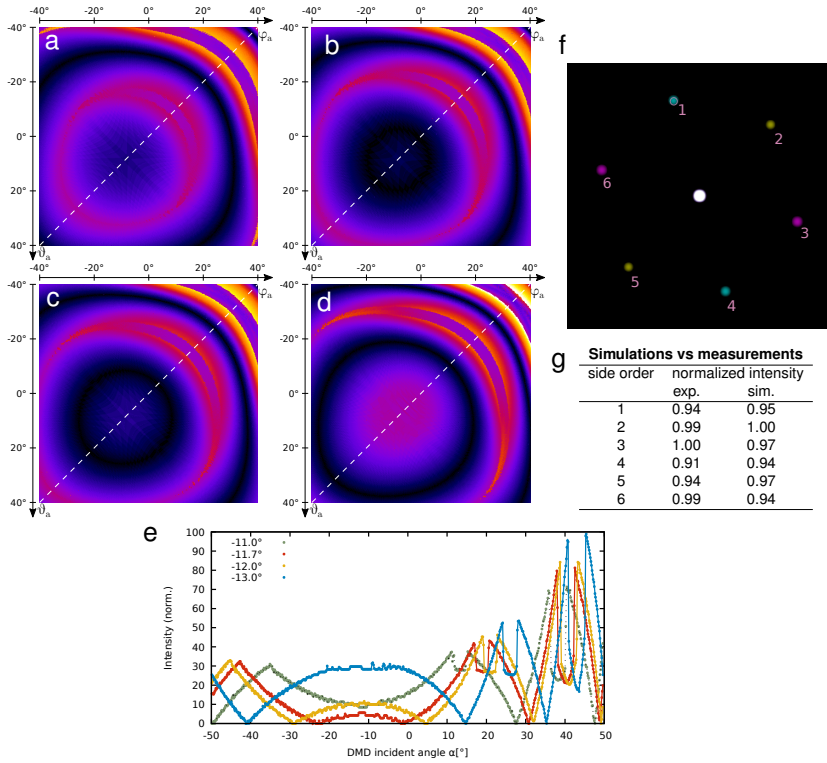 -40° -20° 0° 20° 40°
-40° -20° 0° 20° 40°
a
φa
-40°
-20°
0°
20°
40°
ϑa
b
φa
-40°
-20°
0°
20°
40°
ϑa
-40° -20° 0° 20° 40°
-40° -20° 0° 20° 40°
c
φa
-40°
-20°
0°
20°
40°
ϑa
d
φa
-40°
-20°
0°
20°
40°
ϑa
f
1
2
6
3
5
4
g
Simulations vs measurements
side order normalized intensity
exp. sim.
1 0.94 0.95
2 0.99 1.00
3 1.00 0.97
4 0.91 0.94
5 0.94 0.97
6 0.99 0.94
e
Intensity (norm.)
100
90
80
70
60
50
40
30
20
10
0
-11.0°
-11.7°
-12.0°
-13.0°
-50 -40 -30 -20 -10 0 10 20 30 40 50
DMD incident angle α[°]